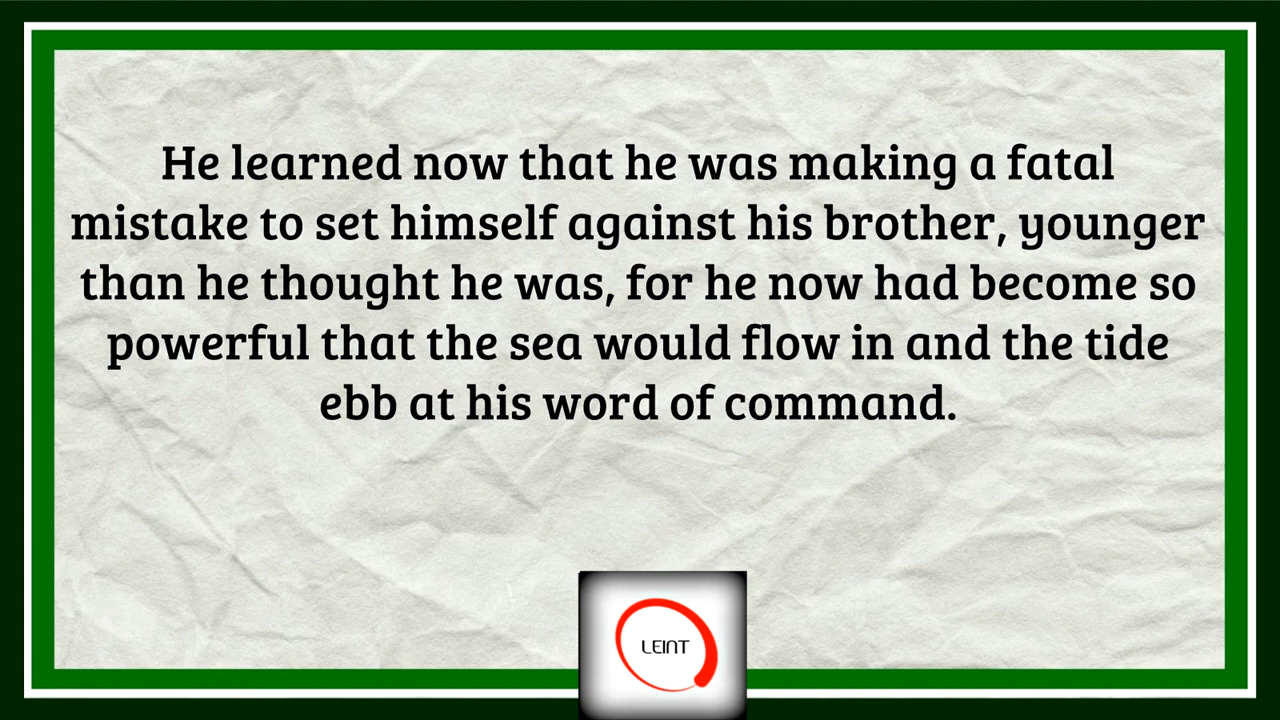 He learned now that he was making a fatal
mistake to set himself against his brother, younger
than he thought he was, for he now had become so
powerful that the sea would flow in and the tide
ebb at his word of command.
LEINT